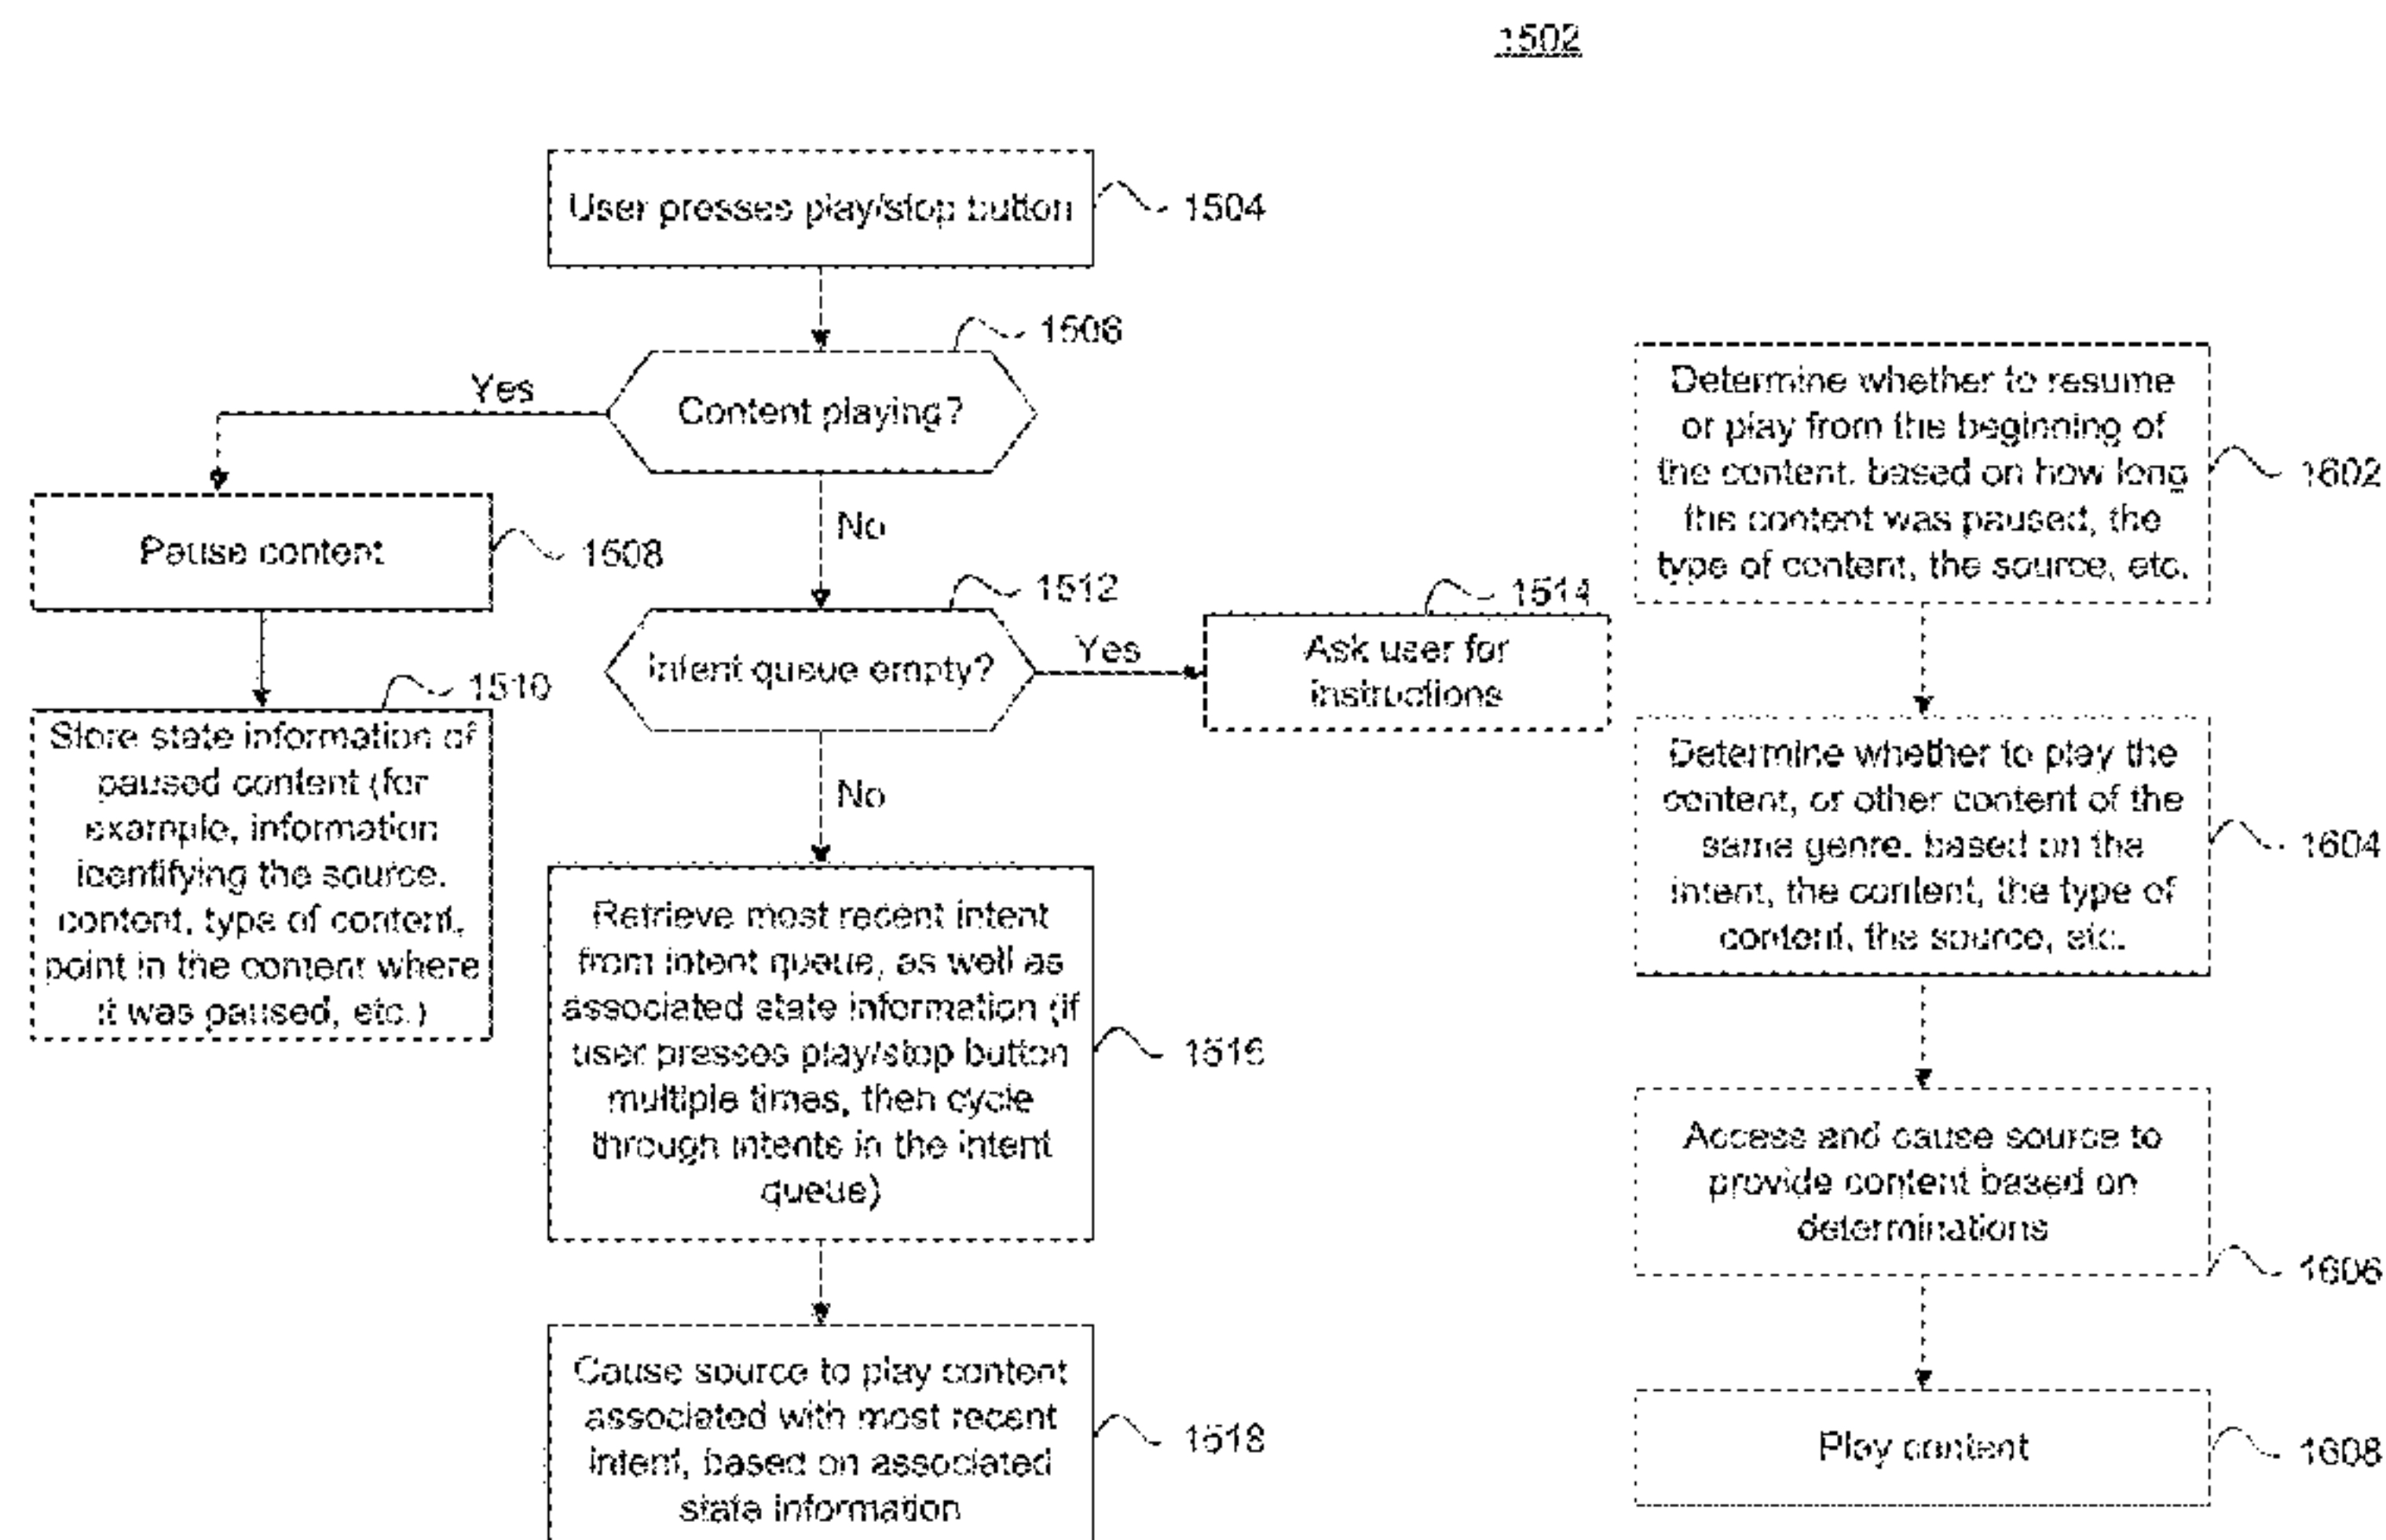 1502
User presses play/stop button
1504
1506
Content playing?
Yes
No
Pause content
1508
1510
Store state information of
paused content (for
example, information
identifying the source,
content, type of content,
point in the content where
it was paused, etc.)
1512
Intent queue empty?
Yes
No
1514
Ask user for
instructions
Retrieve most recent intent
from intent queue, as well as
associated state information (if
user presses play/stop button
multiple times, then cycle
through intents in the intent
queue)
1516
Cause source to play content
associated with most recent
intent, based on associated
state information
1518
Determine whether to resume
or play from the beginning of
the content, based on how long
the content was paused, the
type of content, the source, etc.
1602
Determine whether to play the
content, or other content of the
same genre, based on the
intent, the content, the type of
content, the source, etc.
1604
Access and cause source to
provide content based on
determinations
1606
Play content
1608